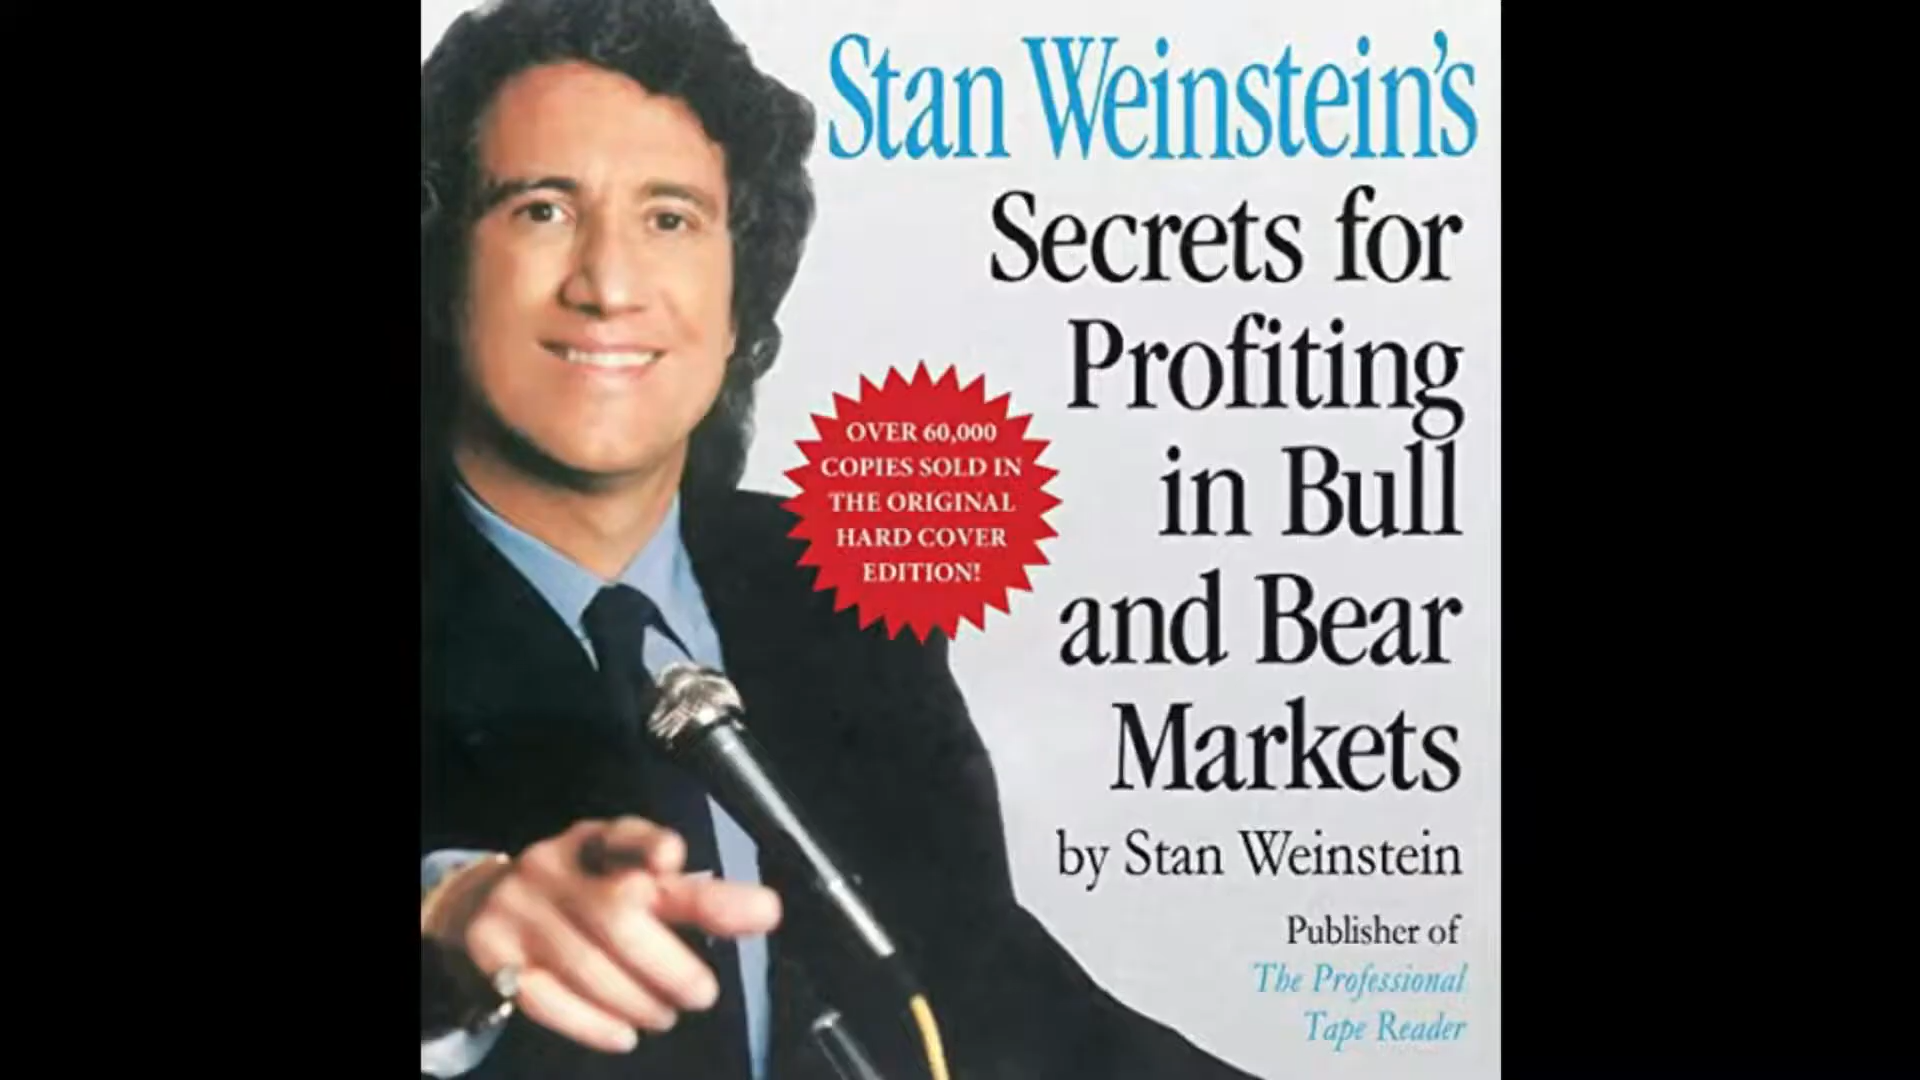 Stan Weinstein's
Secrets for
Profiting
in Bull
and Bear
Markets
OVER 60,000
COPIES SOLD IN
THE ORIGINAL
HARD COVER
EDITION!
by Stan Weinstein
Publisher of
The Professional
Tape Reader